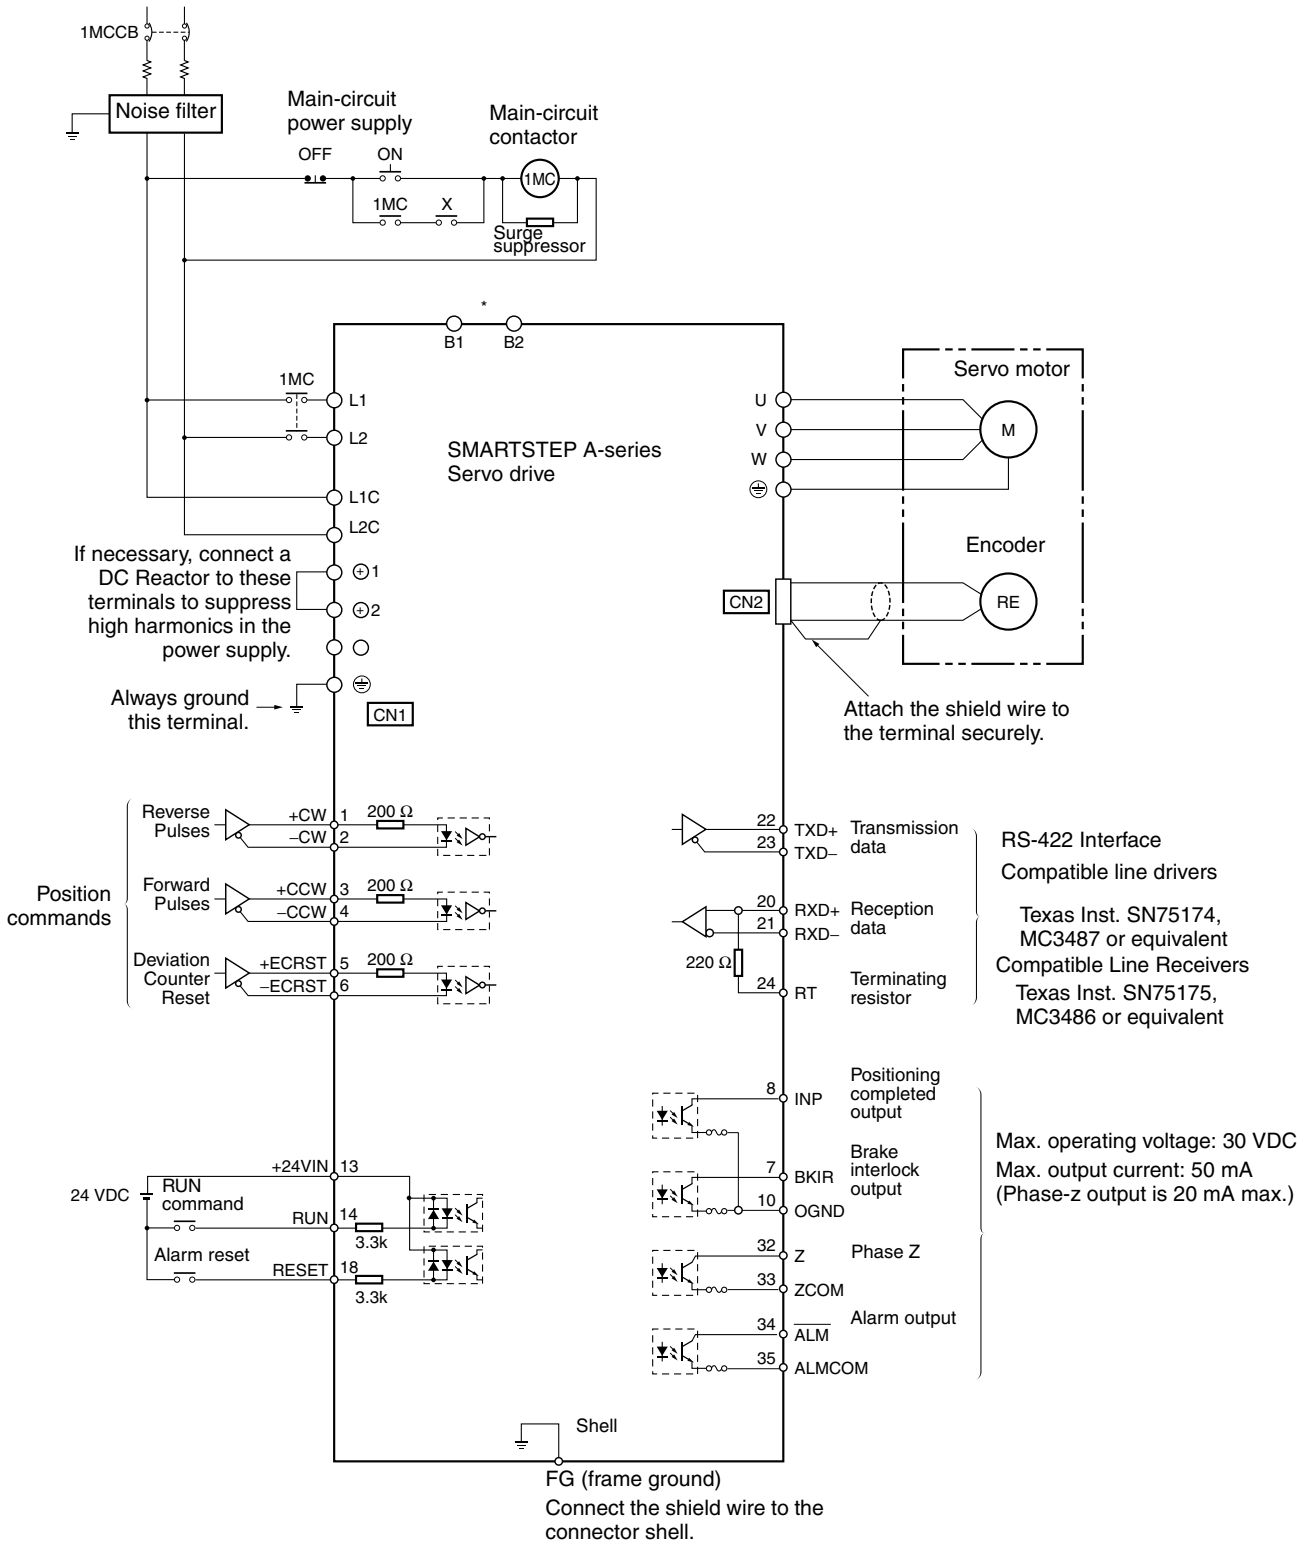 1MCCB
Noise filter
Main-circuit
power supply
Main-circuit
contactor
OFF
ON
1MC
1MC
X
Surge
suppressor
*
B1
B2
1MC
L1
L2
L1C
L2C
SMARTSTEP A-series
Servo drive
U
V
W
Servo motor
M
Encoder
RE
CN2
If necessary, connect a
DC Reactor to these
terminals to suppress
high harmonics in the
power supply.
+1
+2
Always ground
this terminal.
CN1
Attach the shield wire to
the terminal securely.
Position
commands
Reverse
Pulses
+CW 1 200 Ω
−CW 2
Forward
Pulses
+CCW 3 200 Ω
−CCW 4
Deviation
Counter
Reset
+ECRST 5 200 Ω
−ECRST 6
22 TXD+
23 TXD−
Transmission
data
20 RXD+
21 RXD−
Reception
data
220 Ω
24 RT
Terminating
resistor
RS-422 Interface
Compatible line drivers
Texas Inst. SN75174,
MC3487 or equivalent
Compatible Line Receivers
Texas Inst. SN75175,
MC3486 or equivalent
8 INP
Positioning
completed
output
7 BKIR
Brake
interlock
output
10 OGND
32 Z
Phase Z
33 ZCOM
34 ALM
Alarm output
35 ALMCOM
Max. operating voltage: 30 VDC
Max. output current: 50 mA
(Phase-z output is 20 mA max.)
24 VDC
+24VIN 13
RUN
command
RUN 14
3.3k
Alarm reset
RESET 18
3.3k
Shell
FG (frame ground)
Connect the shield wire to the
connector shell.